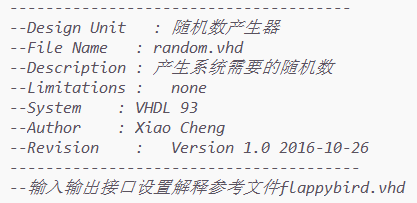 --------------------------------------
--Design Unit   : 随机数产生器
--File Name   : random.vhd
--Description : 产生系统需要的随机数
--Limitations :   none
--System    : VHDL 93
--Author    : Xiao Cheng
--Revision    :   Version 1.0 2016-10-26
---------------------------------------
--输入输出接口设置解释参考文件flappybird.vhd